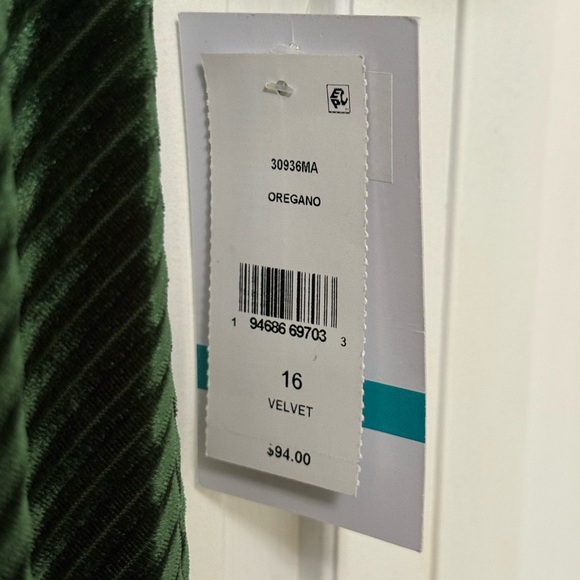 30936MA
OREGANO
1 94686 69703 3
16
VELVET
$94.00